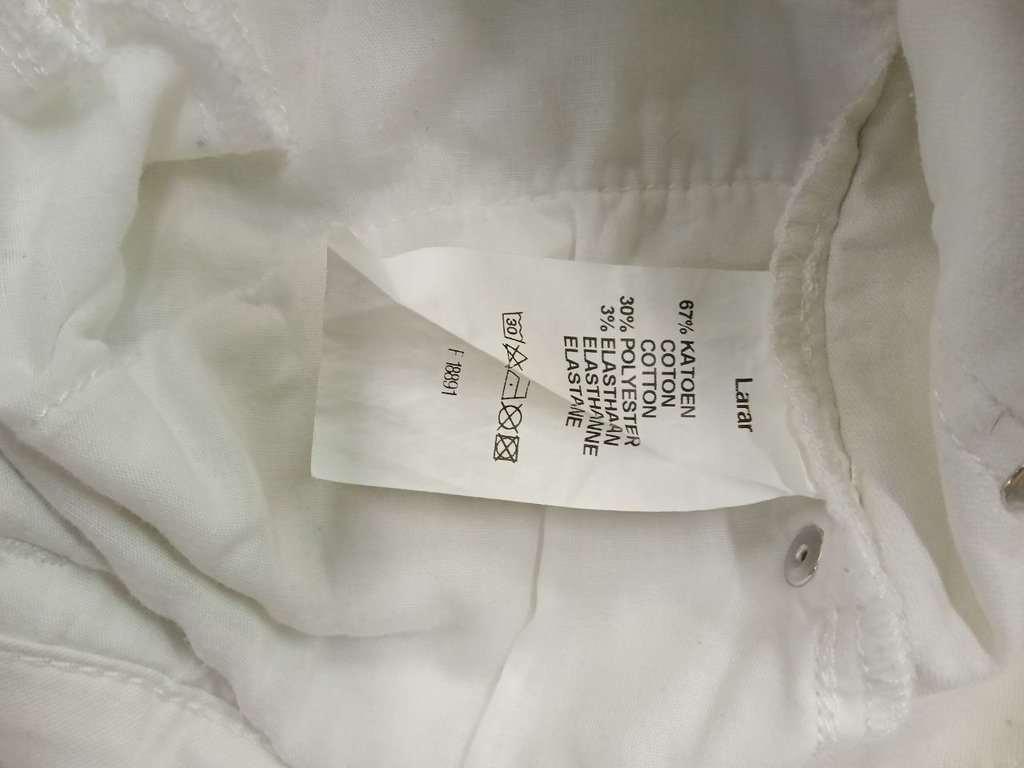 Larar
67% KATOEN
COTON
COTTON
30% POLYESTER
3% ELASTHAAN
ELASTHANNE
ELASTANE
30
F 18891